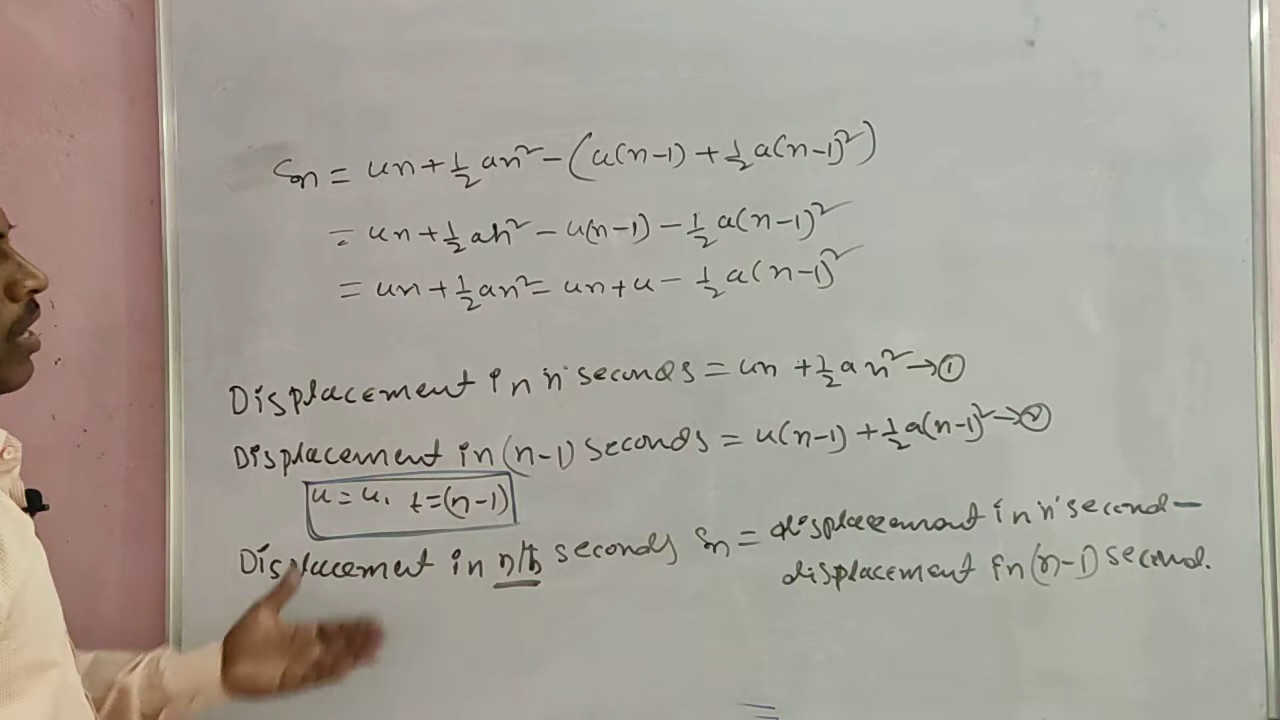 Sn = un + ½an² − (u(n−1) + ½a(n−1)²)
= un + ½an² − u(n−1) − ½a(n−1)²
= un + ½an² = un + u − ½a(n−1)²
Displacement in 'n' seconds = un + ½an² → ①
Displacement in (n−1) seconds = u(n−1) + ½a(n−1)² → ②
u = u, t = (n−1)
Displacement in nth seconds Sn = displacement in 'n' second −
displacement in (n−1) second.
=